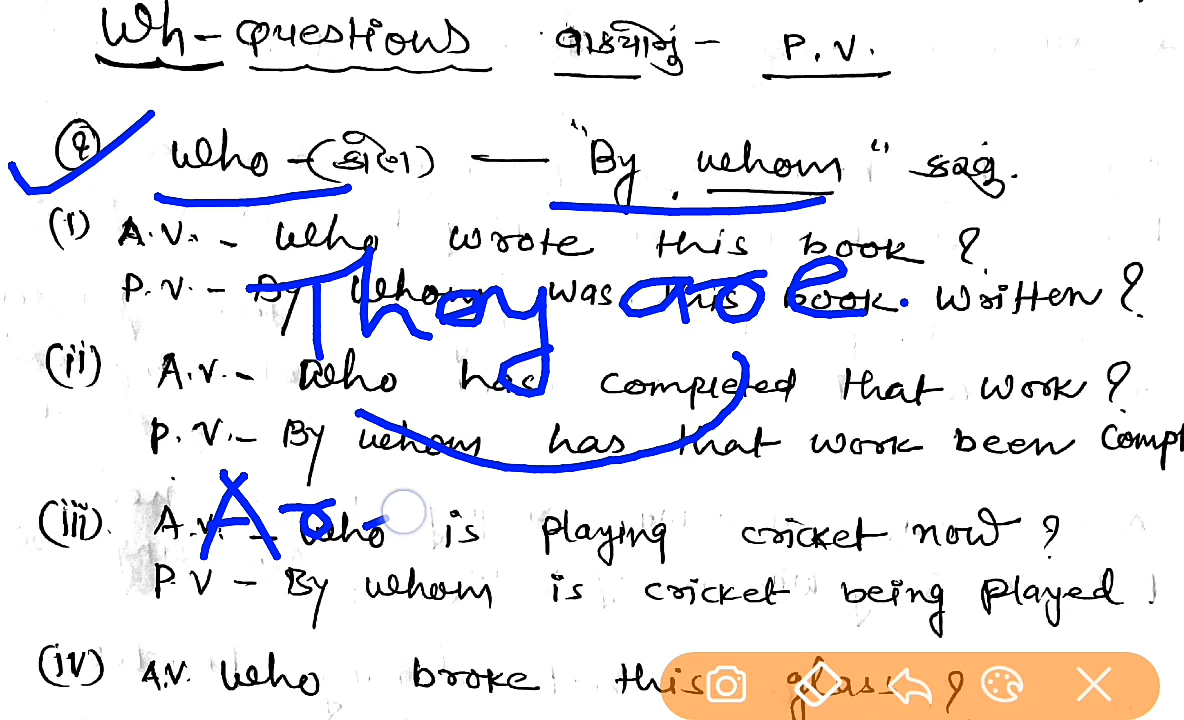 Wh-questions વાક્યોનું - P.V.
(૧) Who - (કોણ) — "By whom" કરવું.
(i) A.V. - Who wrote this book?
P.V. - By whom was this book written?
They are.
(ii) A.V. - Who has completed that work?
P.V. - By whom has that work been compl
Ar
(iii) A.V. - Who is playing cricket now?
P.V - By whom is cricket being played
(iv) A.V. Who broke this glass?